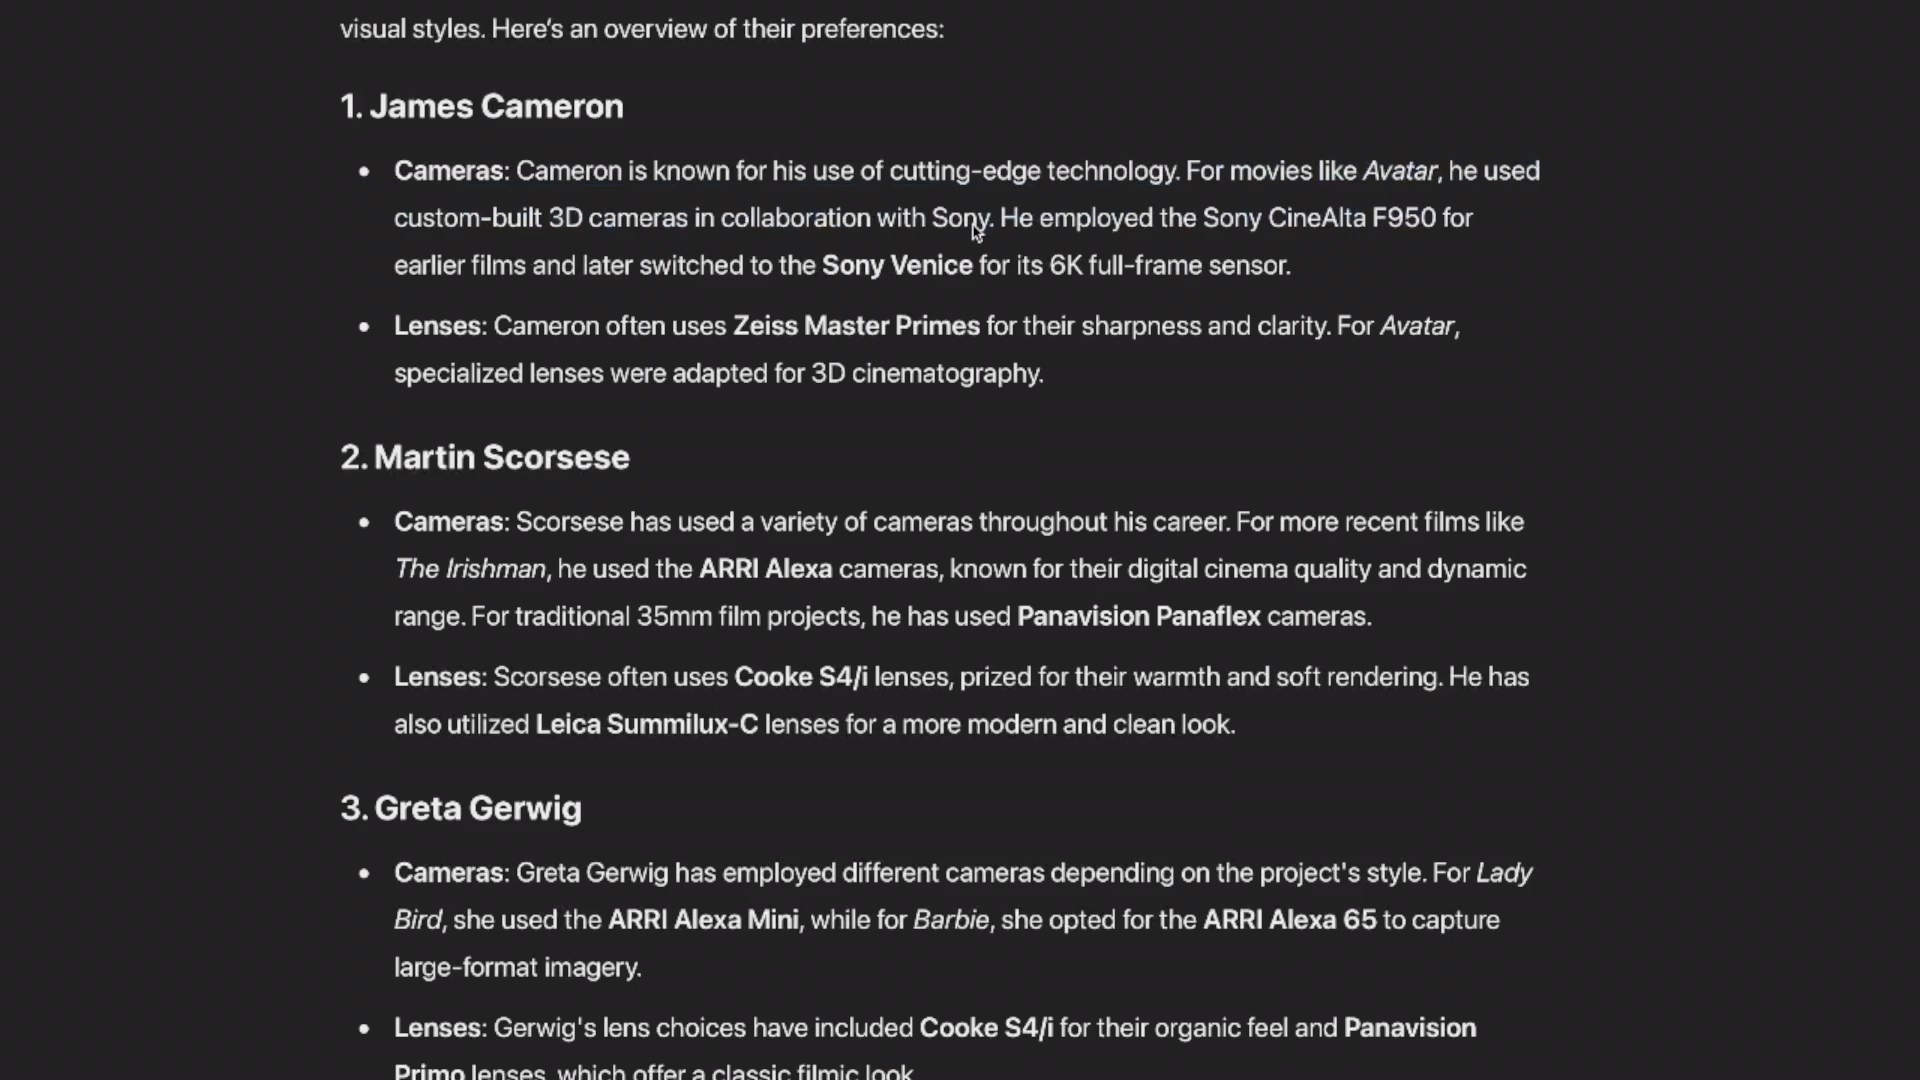 visual styles. Here’s an overview of their preferences:
1. James Cameron
• Cameras: Cameron is known for his use of cutting-edge technology. For movies like Avatar, he used
custom-built 3D cameras in collaboration with Sony. He employed the Sony CineAlta F950 for
earlier films and later switched to the Sony Venice for its 6K full-frame sensor.
• Lenses: Cameron often uses Zeiss Master Primes for their sharpness and clarity. For Avatar,
specialized lenses were adapted for 3D cinematography.
2. Martin Scorsese
• Cameras: Scorsese has used a variety of cameras throughout his career. For more recent films like
The Irishman, he used the ARRI Alexa cameras, known for their digital cinema quality and dynamic
range. For traditional 35mm film projects, he has used Panavision Panaflex cameras.
• Lenses: Scorsese often uses Cooke S4/i lenses, prized for their warmth and soft rendering. He has
also utilized Leica Summilux-C lenses for a more modern and clean look.
3. Greta Gerwig
• Cameras: Greta Gerwig has employed different cameras depending on the project's style. For Lady
Bird, she used the ARRI Alexa Mini, while for Barbie, she opted for the ARRI Alexa 65 to capture
large-format imagery.
• Lenses: Gerwig's lens choices have included Cooke S4/i for their organic feel and Panavision
Primo lenses, which offer a classic filmic look.